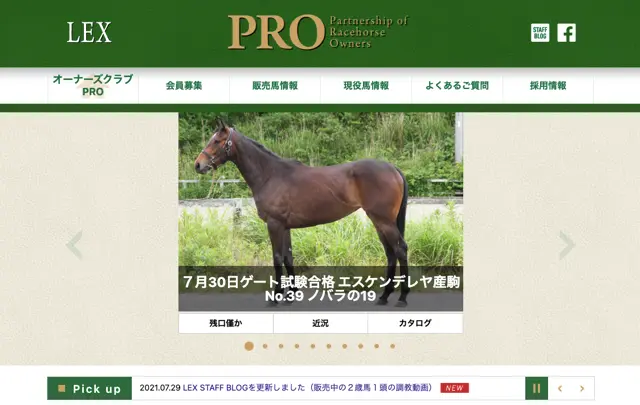 LEX
PRO
Partnership of
Racehorse
Owners
STAFF
BLOG
オーナーズクラブ
PRO
会員募集
販売馬情報
現役馬情報
よくあるご質問
採用情報
7月30日ゲート試験合格 エスケンデレヤ産駒
No.39 ノバラの19
残口僅か
近況
カタログ
Pick up
2021.07.29 LEX STAFF BLOGを更新しました（販売中の２歳馬１頭の調教動画） NEW